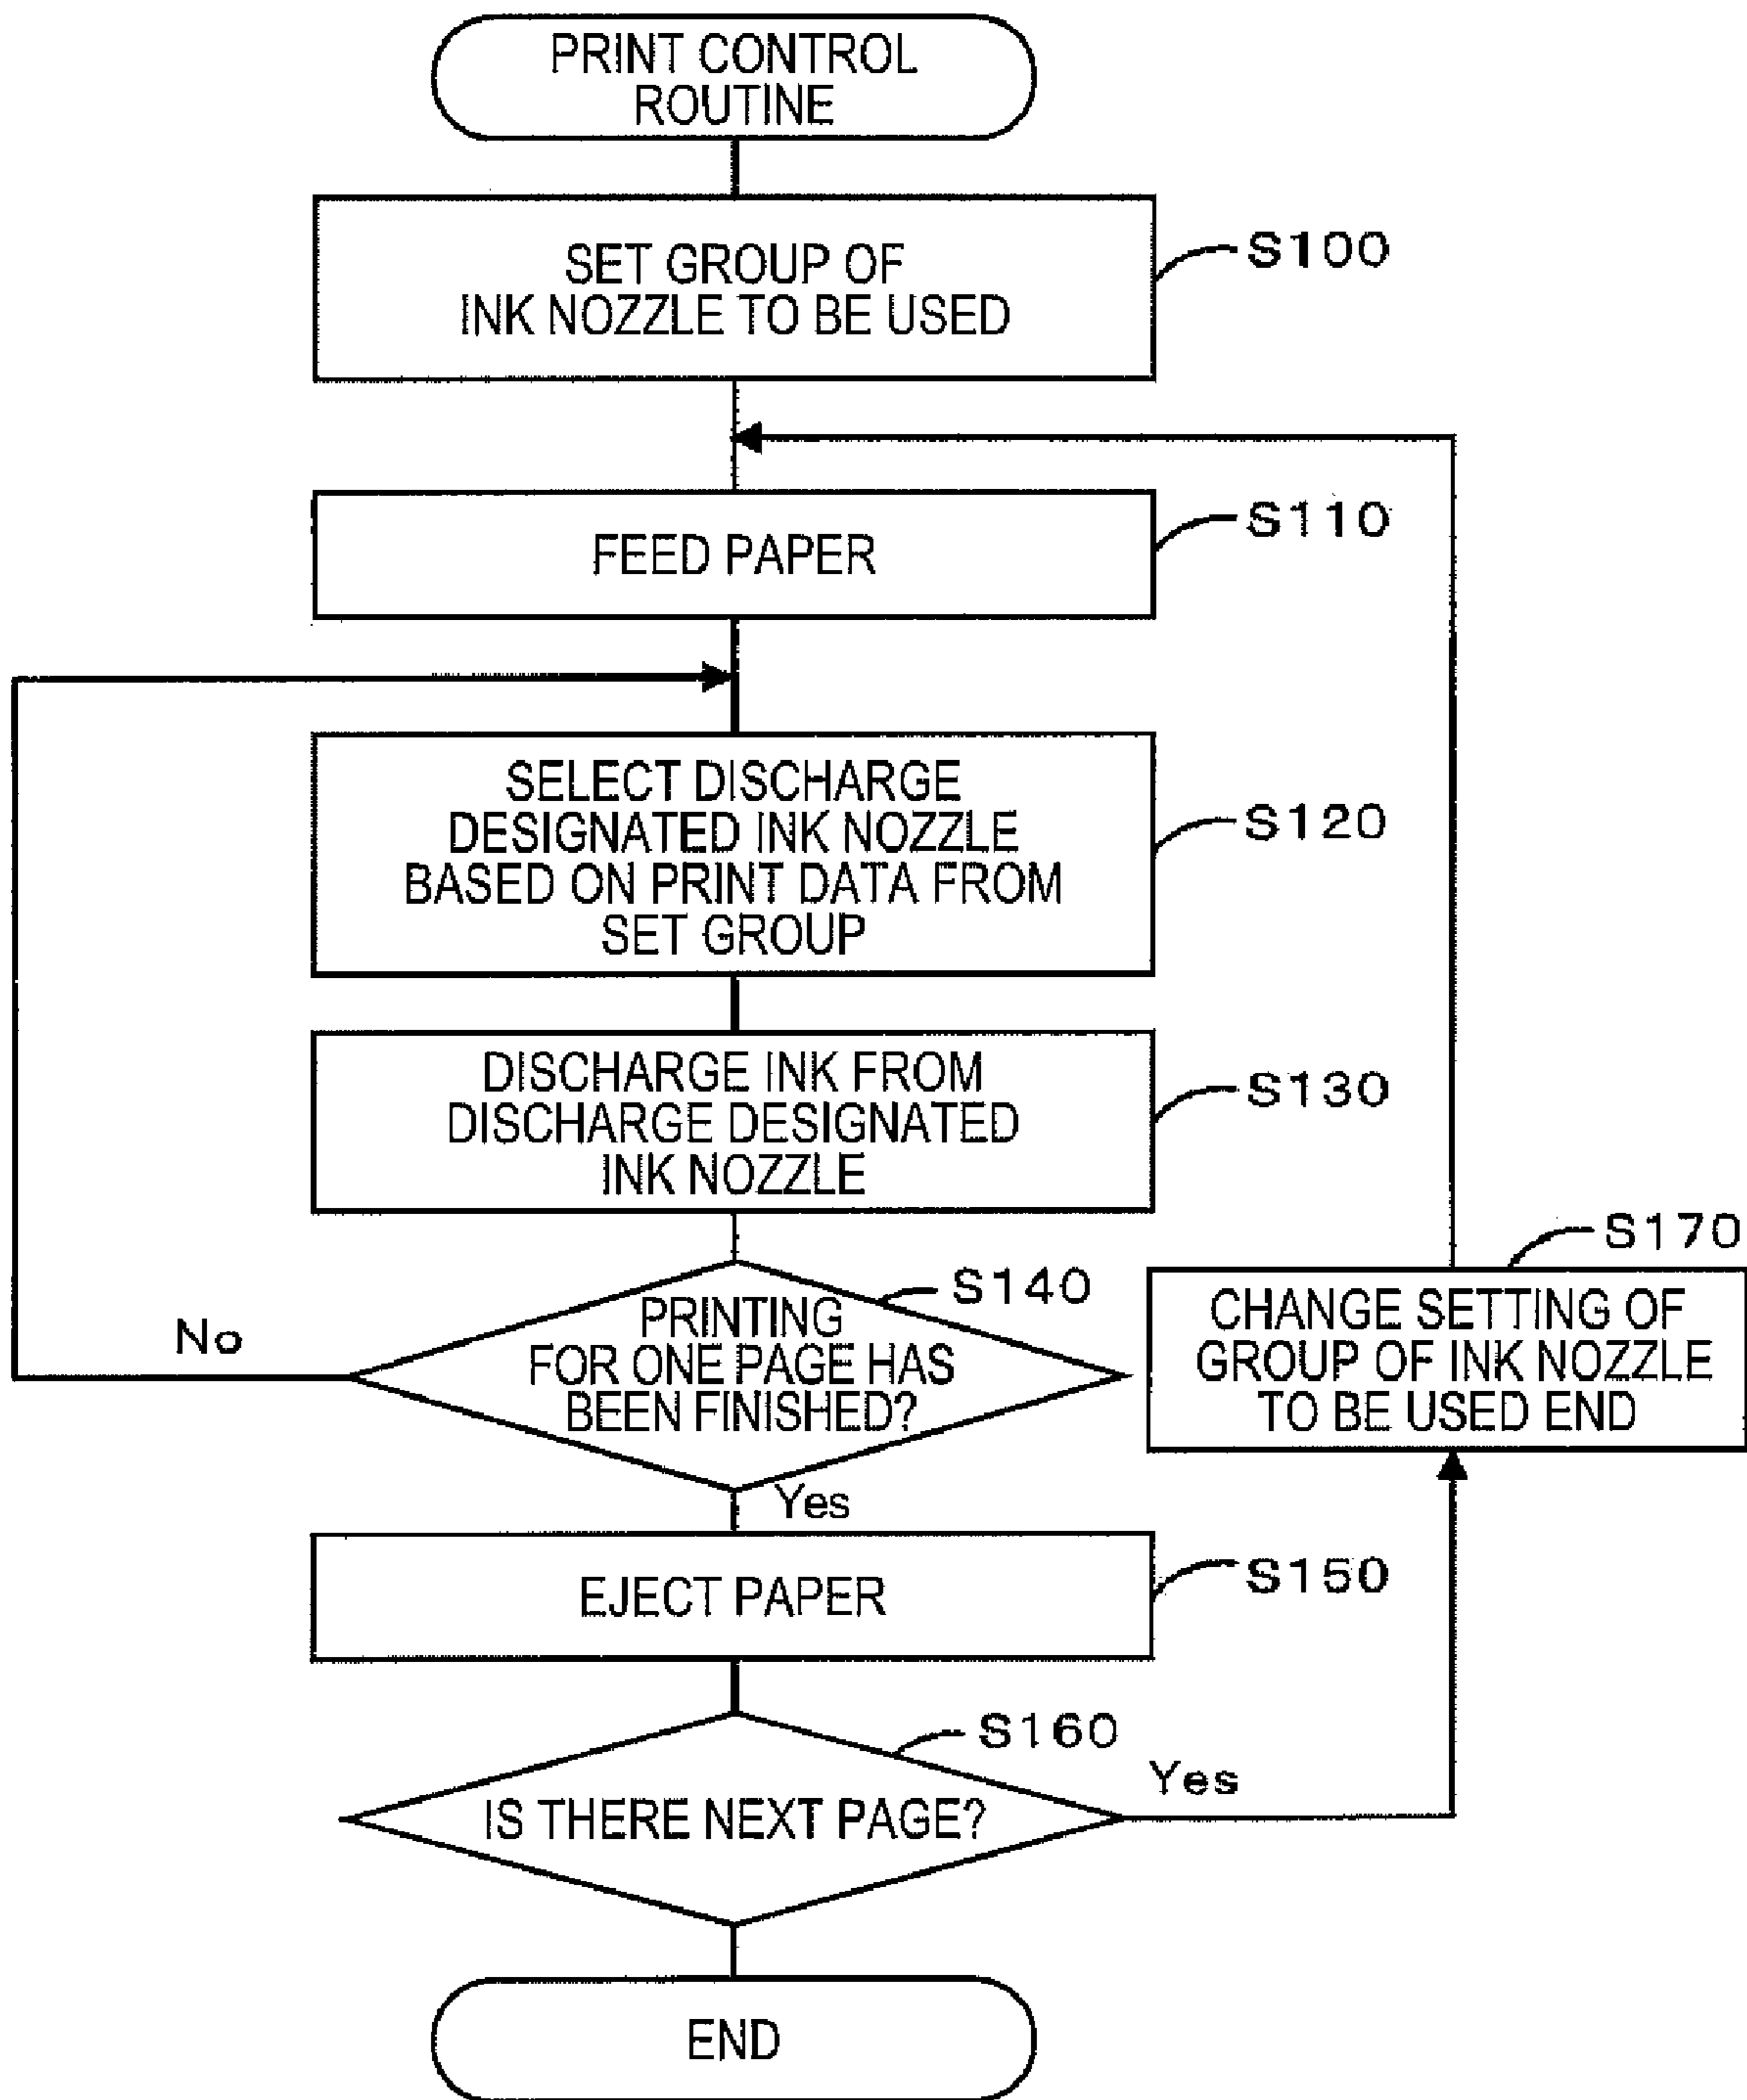 PRINT CONTROL
ROUTINE
SET GROUP OF
INK NOZZLE TO BE USED
S100
FEED PAPER
S110
SELECT DISCHARGE
DESIGNATED INK NOZZLE
BASED ON PRINT DATA FROM
SET GROUP
S120
DISCHARGE INK FROM
DISCHARGE DESIGNATED
INK NOZZLE
S130
PRINTING
FOR ONE PAGE HAS
BEEN FINISHED?
S140
No
Yes
CHANGE SETTING OF
GROUP OF INK NOZZLE
TO BE USED END
S170
EJECT PAPER
S150
IS THERE NEXT PAGE?
S160
Yes
END